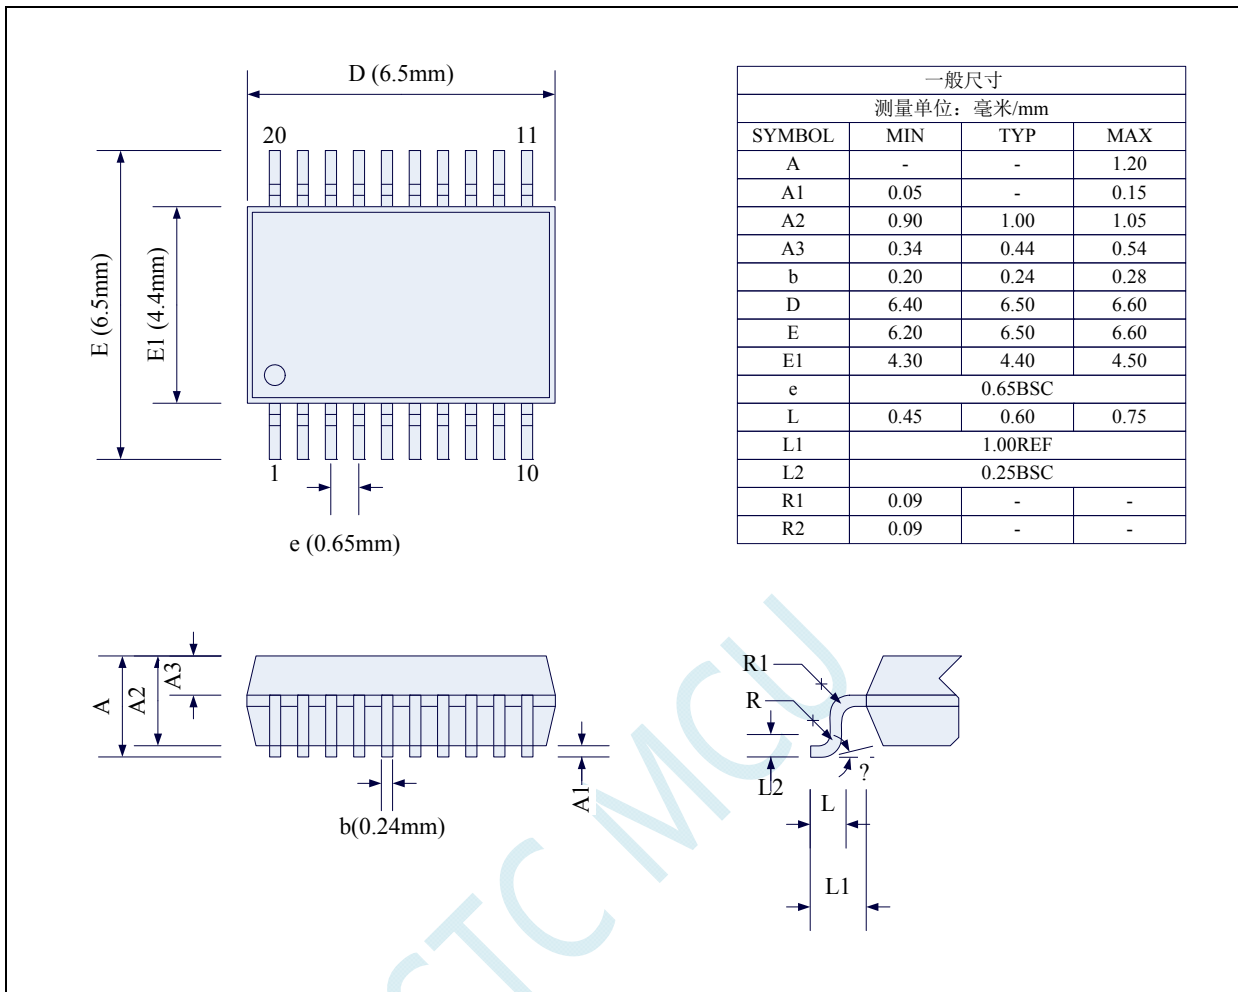 D (6.5mm)
20
11
E (6.5mm)
E1 (4.4mm)
1
10
e (0.65mm)
一般尺寸
测量单位：毫米/mm
SYMBOL MIN TYP MAX
A - - 1.20
A1 0.05 - 0.15
A2 0.90 1.00 1.05
A3 0.34 0.44 0.54
b 0.20 0.24 0.28
D 6.40 6.50 6.60
E 6.20 6.50 6.60
E1 4.30 4.40 4.50
e 0.65BSC
L 0.45 0.60 0.75
L1 1.00REF
L2 0.25BSC
R1 0.09 - -
R2 0.09 - -
A
A2
A3
A1
b(0.24mm)
R1
R
L2
?
L
L1
STC MCU